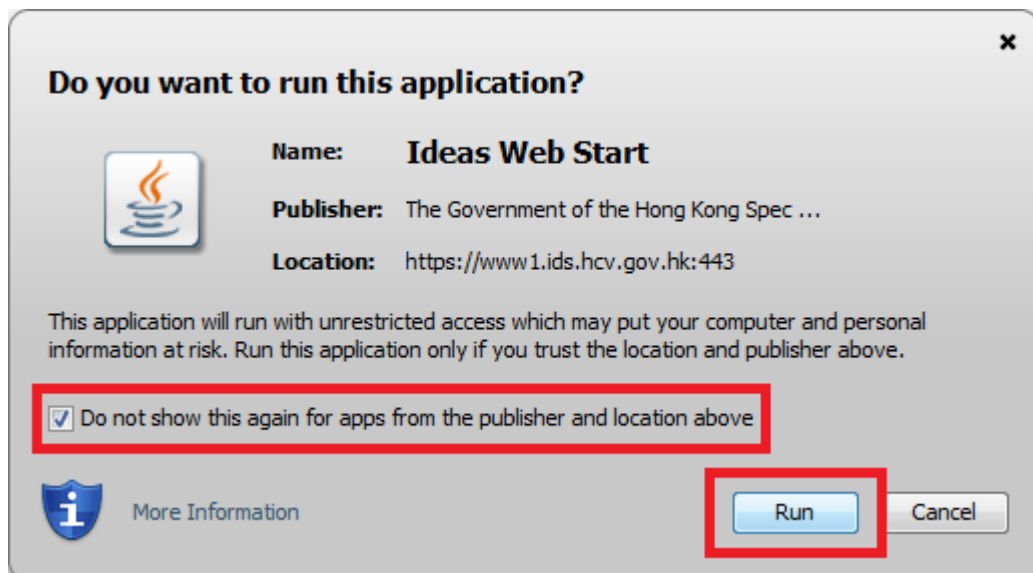 Do you want to run this application?
Name: Ideas Web Start
Publisher: The Government of the Hong Kong Spec ...
Location: https://www1.ids.hcv.gov.hk:443
This application will run with unrestricted access which may put your computer and personal
information at risk. Run this application only if you trust the location and publisher above.
Do not show this again for apps from the publisher and location above
More Information
Run
Cancel